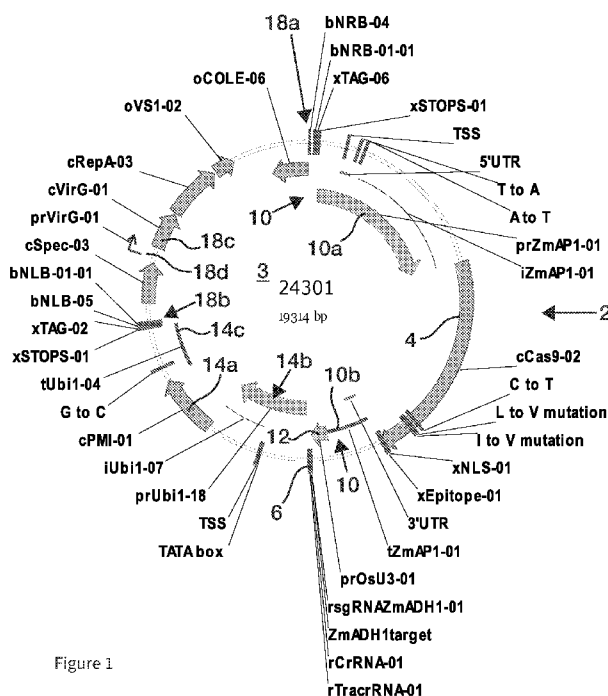 18a
bNRB-04
bNRB-01-01
xTAG-06
oCOLE-06
xSTOPS-01
oVS1-02
TSS
5'UTR
cRepA-03
T to A
cVirG-01
A to T
prVirG-01
10
10a
prZmAP1-01
cSpec-03
18c
iZmAP1-01
bNLB-01-01
18d
3
24301
bNLB-05
18b
19314 bp
2
xTAG-02
14c
4
xSTOPS-01
14a
14b
cCas9-02
tUbi1-04
C to T
G to C
10b
L to V mutation
cPMI-01
12
I to V mutation
iUbi1-07
10
xNLS-01
prUbi1-18
6
xEpitope-01
TSS
3'UTR
TATA box
tZmAP1-01
prOsU3-01
rsgRNAZmADH1-01
ZmADH1target
rCrRNA-01
rTracrRNA-01
Figure 1